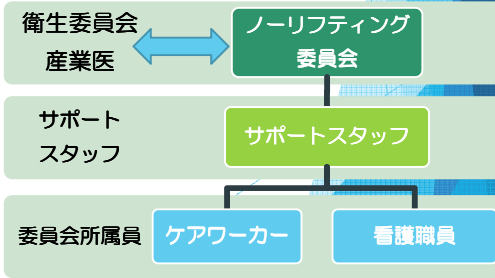 衛生委員会
産業医
ノーリフティング
委員会
サポート
スタッフ
サポートスタッフ
委員会所属員
ケアワーカー
看護職員